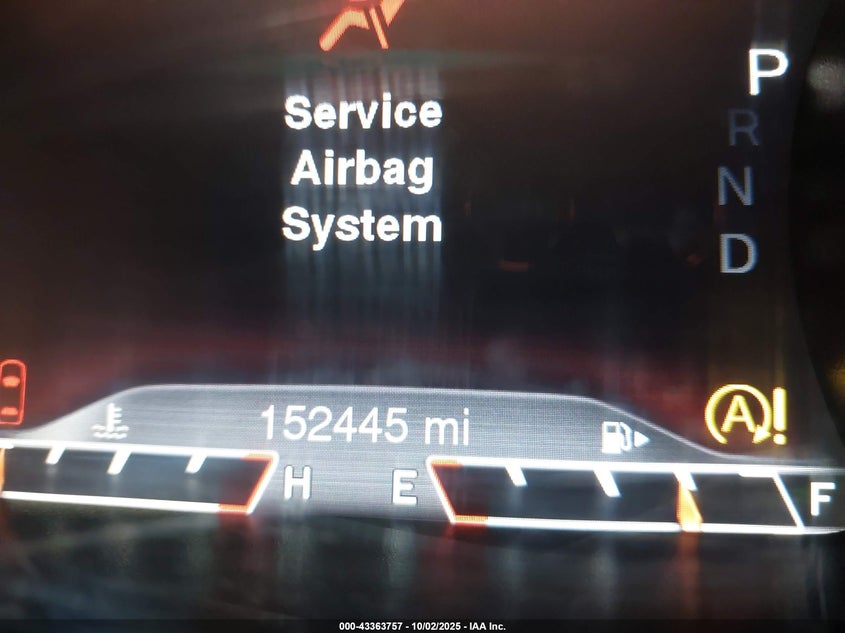 P
Service
R
Airbag
N
System
D
152445 mi
A!
H E F
000-43363757 - 10/02/2025 - IAA Inc.